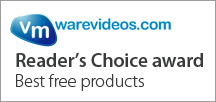 vmwarevideos.com
Reader's Choice award
Best free products